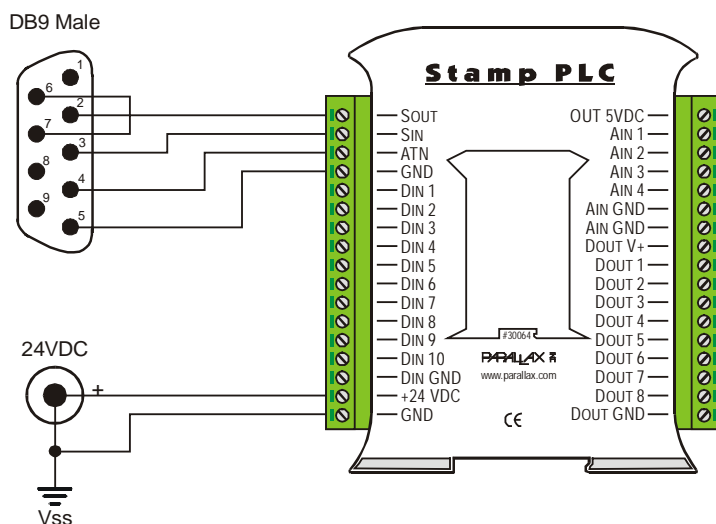 DB9 Male
1
6
2
7
3
8
4
9
5
24VDC
+
Vss
Stamp PLC
SOUT
SIN
ATN
GND
DIN 1
DIN 2
DIN 3
DIN 4
DIN 5
DIN 6
DIN 7
DIN 8
DIN 9
DIN 10
DIN GND
+24 VDC
GND
#30064
PARALLAX
www.parallax.com
CE
OUT 5VDC
AIN 1
AIN 2
AIN 3
AIN 4
AIN GND
AIN GND
DOUT V+
DOUT 1
DOUT 2
DOUT 3
DOUT 4
DOUT 5
DOUT 6
DOUT 7
DOUT 8
DOUT GND